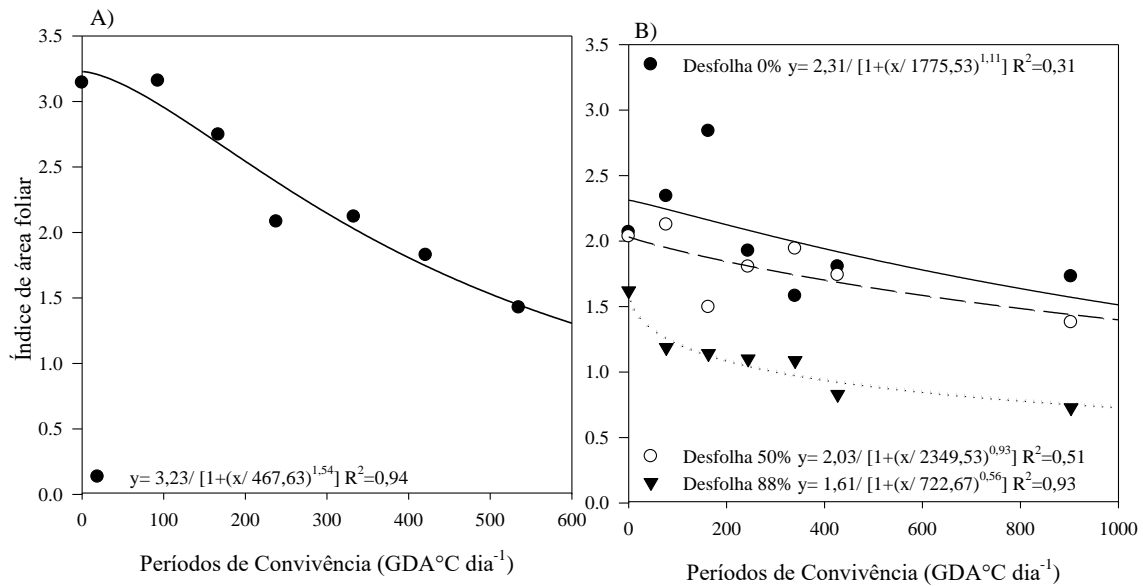 A)
3.5
3.0
2.5
2.0
1.5
1.0
0.5
0.0
Índice de área foliar
y= 3,23/ [1+(x/ 467,63)^1,54] R²=0,94
0 100 200 300 400 500 600
Períodos de Convivência (GDA°C dia⁻¹)
B)
3.5
3.0
2.5
2.0
1.5
1.0
0.5
0.0
Desfolha 0% y= 2,31/ [1+(x/ 1775,53)^1,11] R²=0,31
Desfolha 50% y= 2,03/ [1+(x/ 2349,53)^0,93] R²=0,51
Desfolha 88% y= 1,61/ [1+(x/ 722,67)^0,56] R²=0,93
0 200 400 600 800 1000
Períodos de Convivência (GDA°C dia⁻¹)